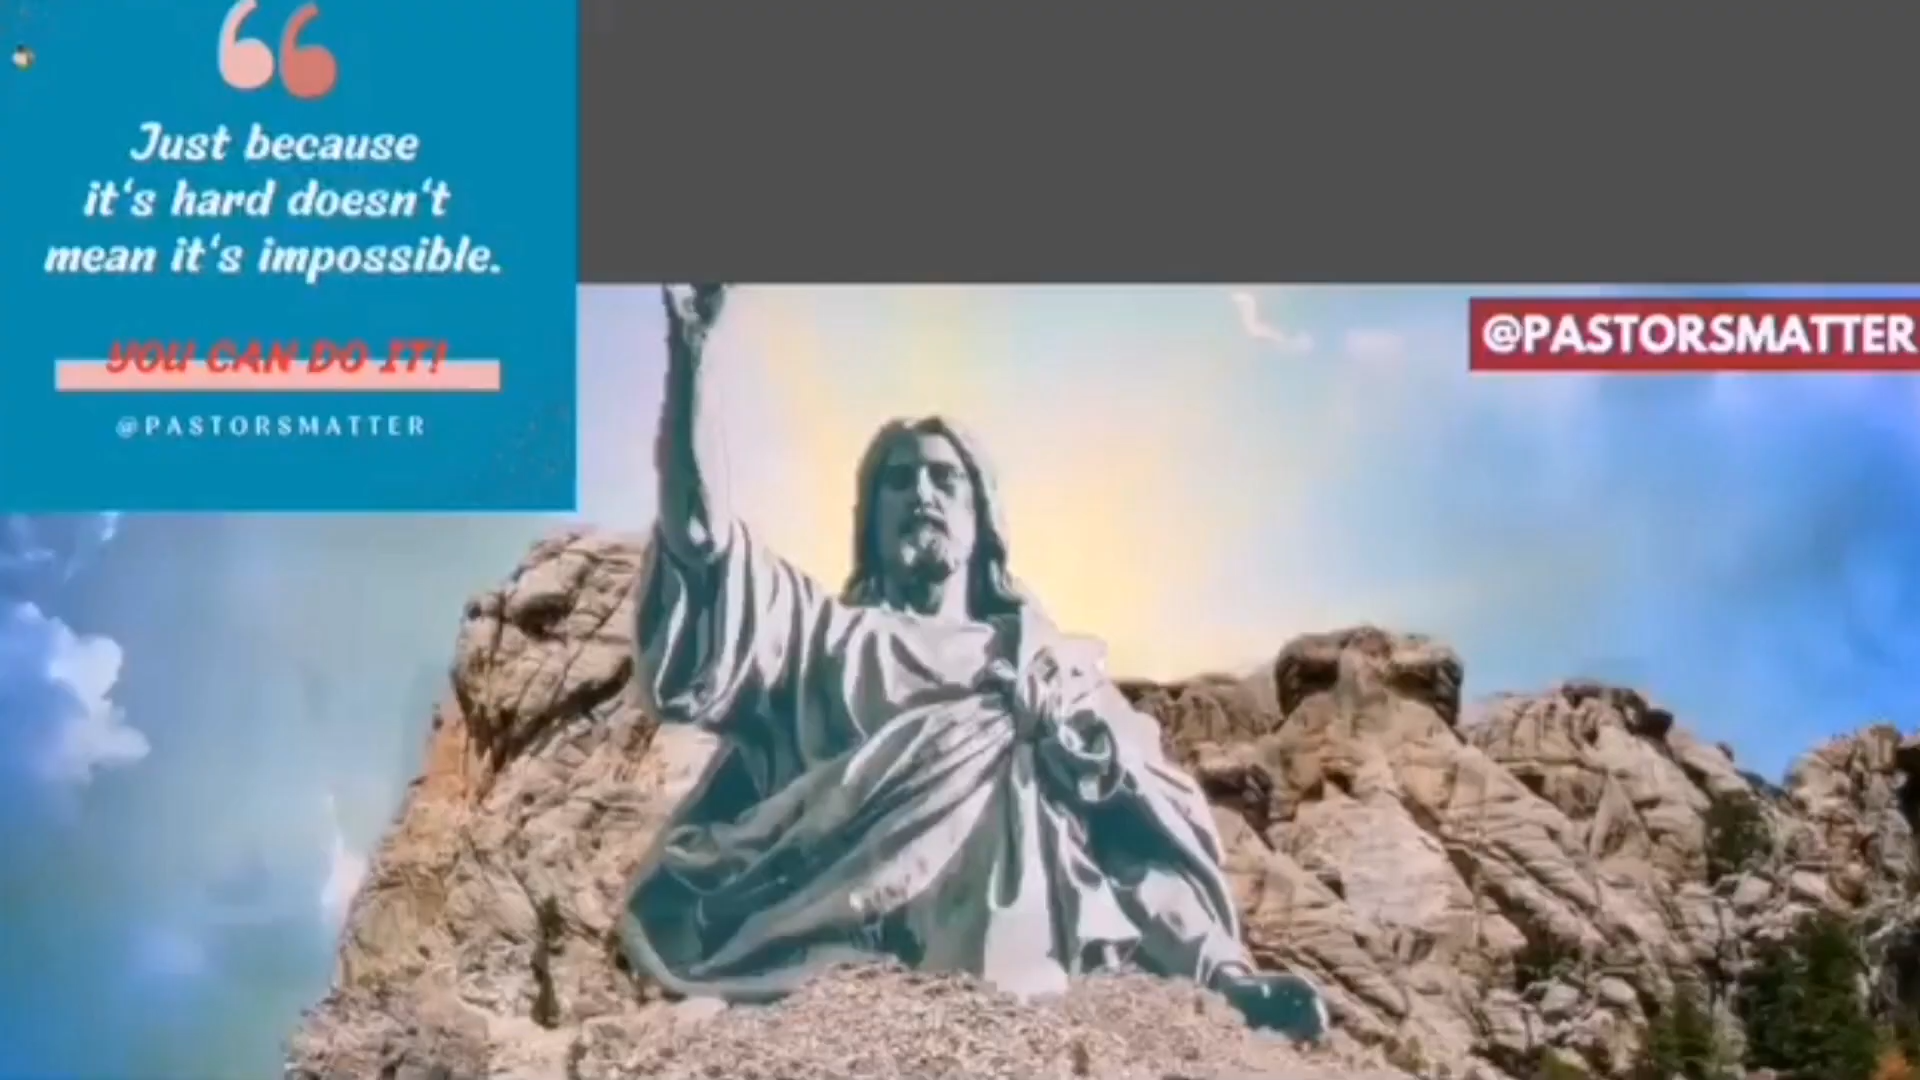 Just because
it‘s hard doesn‘t
mean it‘s impossible.
YOU CAN DO IT!
@PASTORSMATTER
@PASTORSMATTER